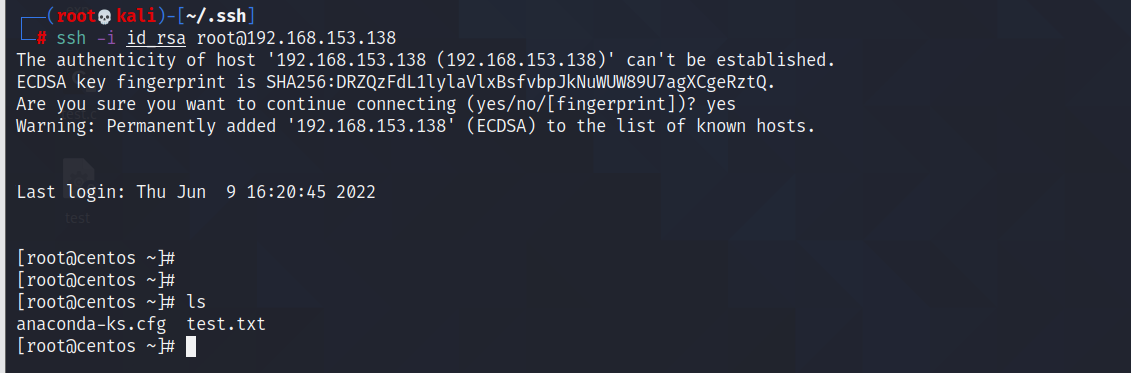 ┌──(root💀kali)-[~/.ssh]
└─# ssh -i id_rsa root@192.168.153.138
The authenticity of host '192.168.153.138 (192.168.153.138)' can't be established.
ECDSA key fingerprint is SHA256:DRZQzFdL1lylaVlxBsfvbpJkNuWUW89U7agXCgeRztQ.
Are you sure you want to continue connecting (yes/no/[fingerprint])? yes
Warning: Permanently added '192.168.153.138' (ECDSA) to the list of known hosts.
Last login: Thu Jun  9 16:20:45 2022
test
[root@centos ~]#
[root@centos ~]#
[root@centos ~]# ls
anaconda-ks.cfg  test.txt
[root@centos ~]#